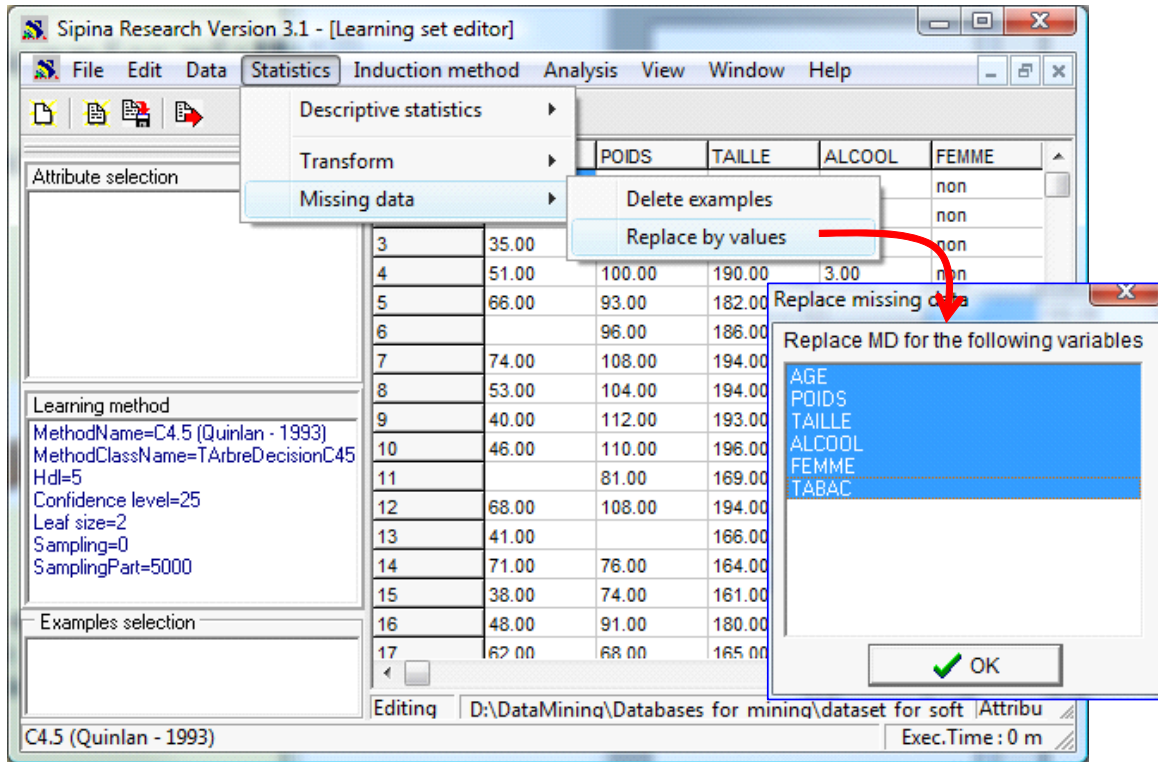 Sipina Research Version 3.1 - [Learning set editor]
File Edit Data Statistics Induction method Analysis View Window Help
Descriptive statistics
Transform
Missing data
Delete examples
Replace by values
Attribute selection
POIDS TAILLE ALCOOL FEMME
non
non
3 35.00 non
4 51.00 100.00 190.00 3.00 non
5 66.00 93.00 182.00
6 96.00 186.00
7 74.00 108.00 194.00
8 53.00 104.00 194.00
9 40.00 112.00 193.00
10 46.00 110.00 196.00
11 81.00 169.00
12 68.00 108.00 194.00
13 41.00 166.00
14 71.00 76.00 164.00
15 38.00 74.00 161.00
16 48.00 91.00 180.00
17 62.00 68.00 165.00
Replace missing data
Replace MD for the following variables
AGE
POIDS
TAILLE
ALCOOL
FEMME
TABAC
OK
Learning method
MethodName=C4.5 (Quinlan - 1993)
MethodClassName=TArbreDecisionC45
Hdl=5
Confidence level=25
Leaf size=2
Sampling=0
SamplingPart=5000
Examples selection
Editing D:\DataMining\Databases for mining\dataset for soft Attribu
C4.5 (Quinlan - 1993) Exec.Time : 0 m